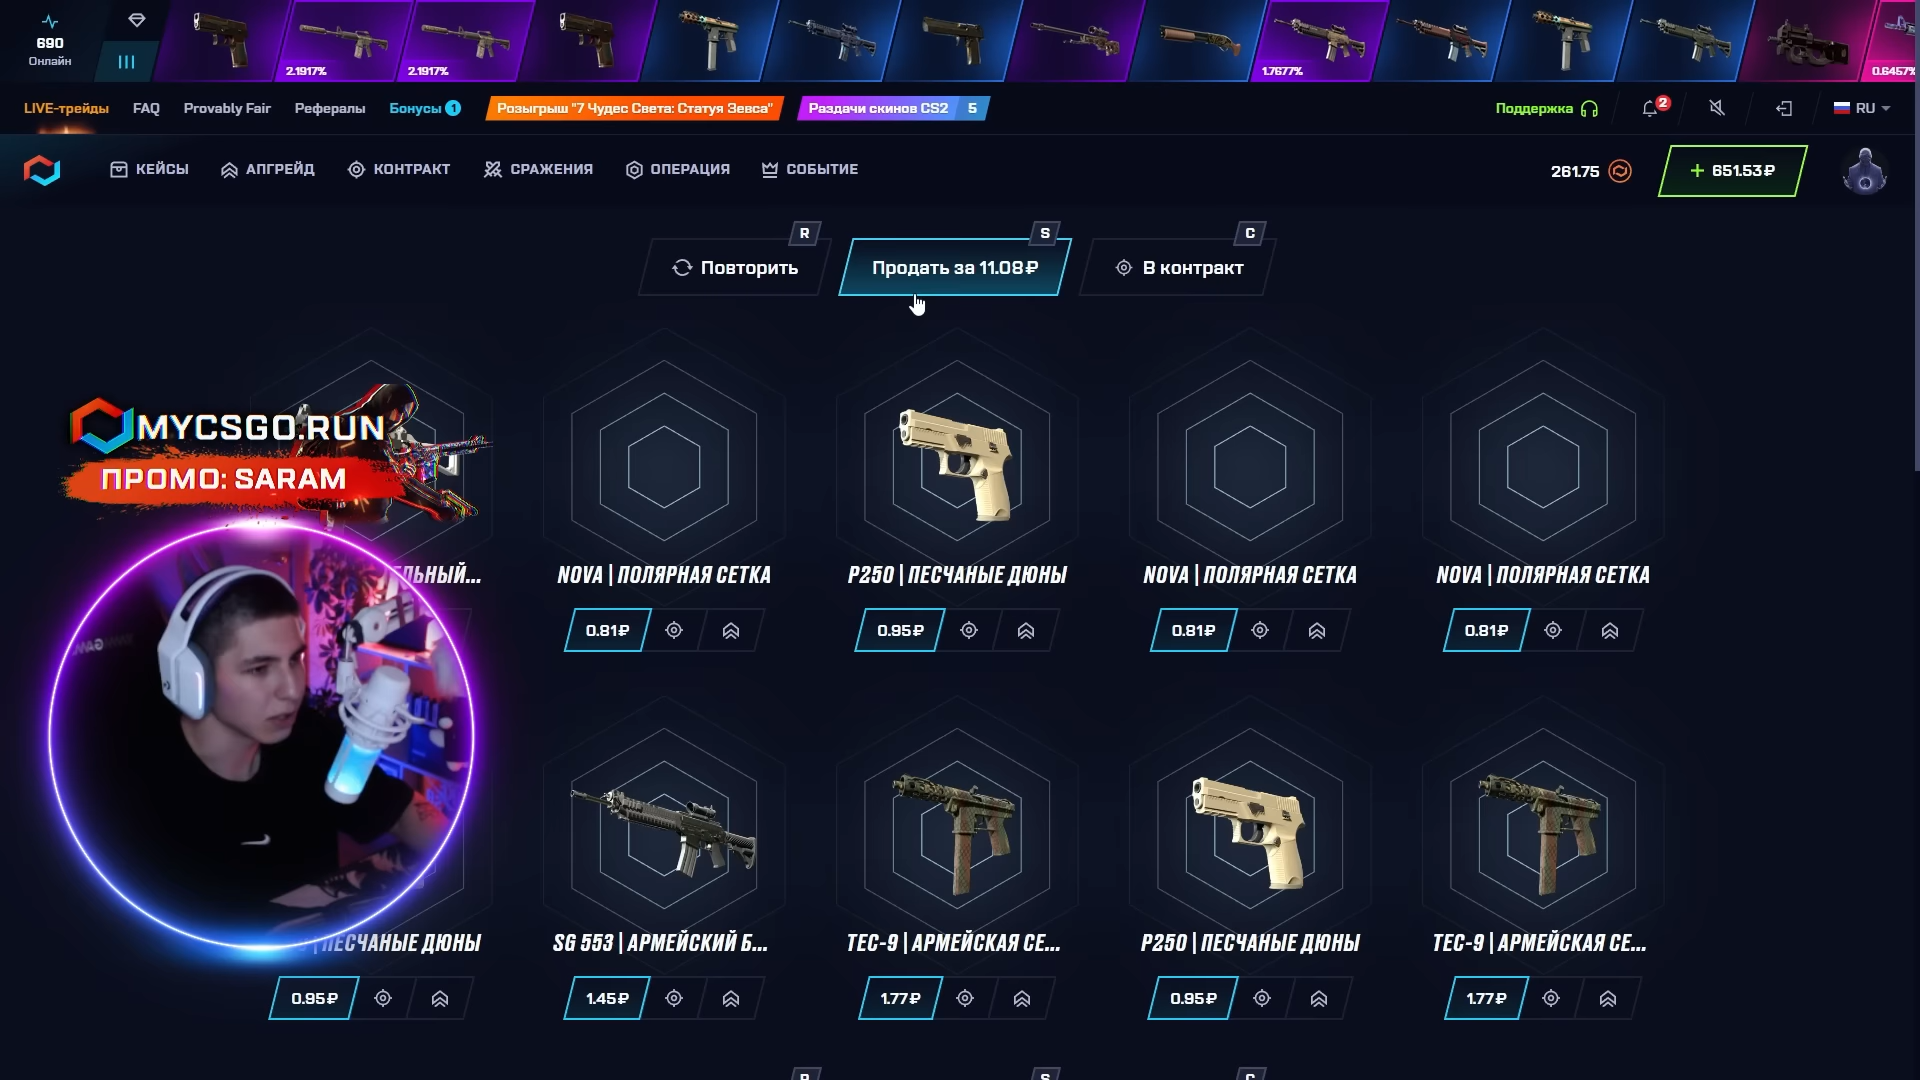 690
Онлайн
2.1917%
2.1917%
1.7677%
0.6457%
LIVE-трейды
FAQ
Provably Fair
Рефералы
Бонусы 1
Розыгрыш "7 Чудес Света: Статуя Зевса"
Раздачи скинов CS2 5
Поддержка
2
RU
КЕЙСЫ
АПГРЕЙД
КОНТРАКТ
СРАЖЕНИЯ
ОПЕРАЦИЯ
СОБЫТИЕ
261.75
+ 651.53₽
R
S
C
Повторить
Продать за 11.08₽
В контракт
MYCSGO.RUN
ПРОМО: SARAM
ЕЛЬНЫЙ...
NOVA | ПОЛЯРНАЯ СЕТКА
P250 | ПЕСЧАНЫЕ ДЮНЫ
NOVA | ПОЛЯРНАЯ СЕТКА
NOVA | ПОЛЯРНАЯ СЕТКА
0.81₽
0.95₽
0.81₽
0.81₽
| ПЕСЧАНЫЕ ДЮНЫ
SG 553 | АРМЕЙСКИЙ Б...
TEC-9 | АРМЕЙСКАЯ СЕ...
P250 | ПЕСЧАНЫЕ ДЮНЫ
TEC-9 | АРМЕЙСКАЯ СЕ...
0.95₽
1.45₽
1.77₽
0.95₽
1.77₽
R
S
C